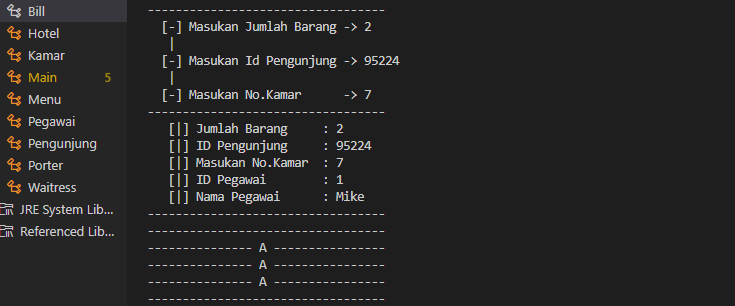 Bill
Hotel
Kamar
Main 5
Menu
Pegawai
Pengunjung
Porter
Waitress
JRE System Lib...
Referenced Lib...
----------------------------------
[-] Masukan Jumlah Barang -> 2
|
[-] Masukan Id Pengunjung -> 95224
|
[-] Masukan No.Kamar      -> 7
----------------------------------
[|] Jumlah Barang     : 2
[|] ID Pengunjung     : 95224
[|] Masukan No.Kamar  : 7
[|] ID Pegawai        : 1
[|] Nama Pegawai      : Mike
----------------------------------
----------------------------------
--------------- A ----------------
--------------- A ----------------
--------------- A ----------------
----------------------------------